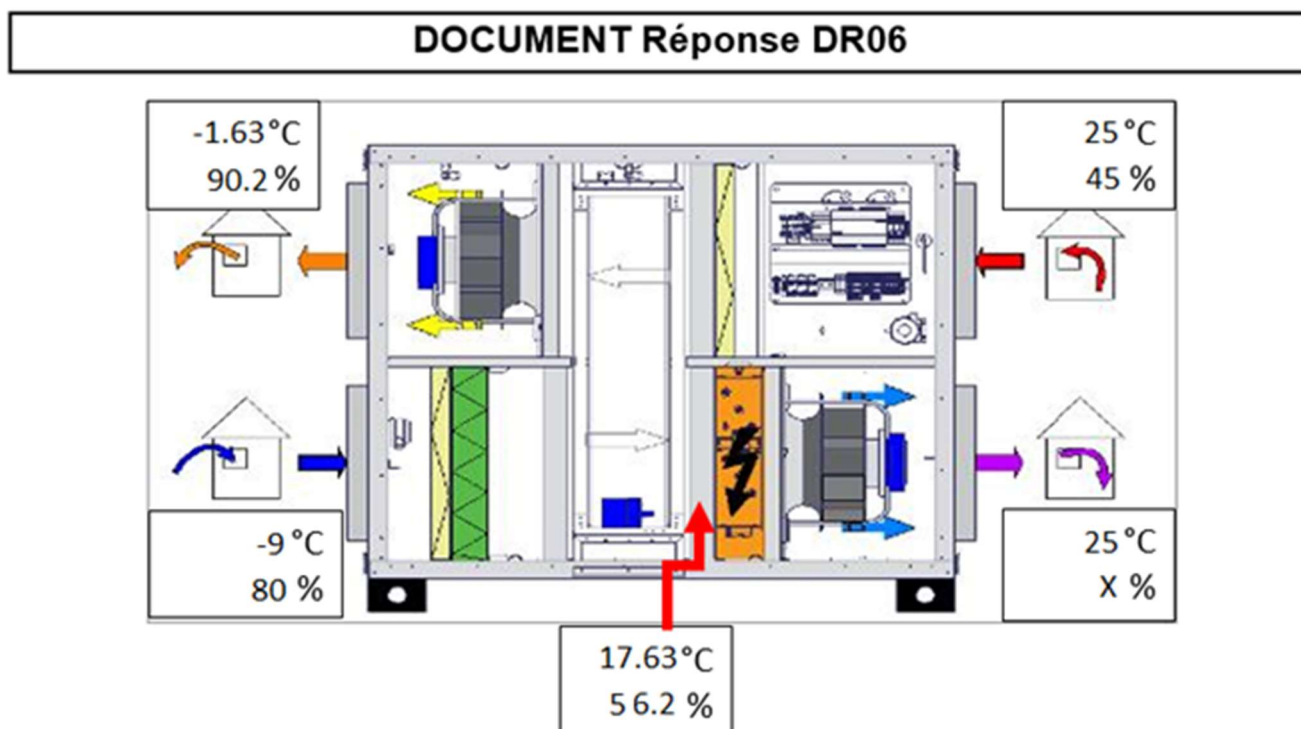 DOCUMENT Réponse DR06
-1.63°C
90.2 %
25°C
45 %
-9 °C
80 %
25 °C
X %
17.63°C
56.2 %